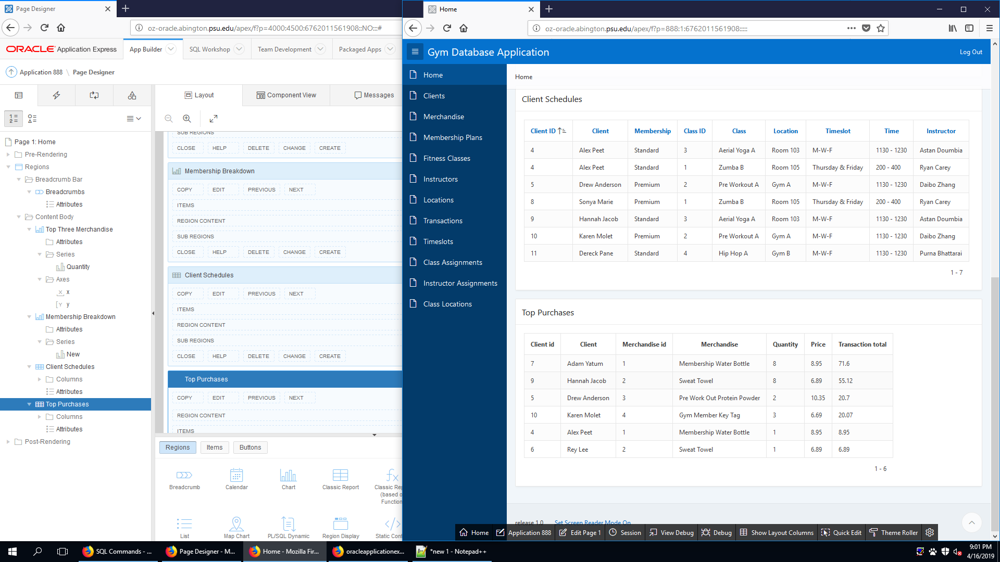 Page Designer
Home
oz-oracle.abington.psu.edu/apex/f?p=4000:4500:6762011561908::NO:::#
oz-oracle.abington.psu.edu/apex/f?p=888:1:6762011561908:::::
ORACLE Application Express
App Builder
SQL Workshop
Team Development
Packaged Apps
Application 888 \ Page Designer
Layout
Component View
Messages
Page 1: Home
Pre-Rendering
Regions
Breadcrumb Bar
Breadcrumbs
Attributes
Content Body
Top Three Merchandise
Attributes
Series
Quantity
Axes
x
y
Membership Breakdown
Attributes
Series
New
Client Schedules
Columns
Attributes
Top Purchases
Columns
Attributes
Post-Rendering
SUB REGIONS
CLOSE HELP DELETE CHANGE CREATE
Membership Breakdown
COPY EDIT PREVIOUS NEXT
ITEMS
REGION CONTENT
SUB REGIONS
CLOSE HELP DELETE CHANGE CREATE
Client Schedules
COPY EDIT PREVIOUS NEXT
ITEMS
REGION CONTENT
SUB REGIONS
CLOSE HELP DELETE CHANGE CREATE
Top Purchases
COPY EDIT PREVIOUS NEXT
REGION CONTENT
ITEMS
Regions Items Buttons
Breadcrumb
Calendar
Chart
Classic Report
Classic Rep
(based o
Function
List
Map Chart
PL/SQL Dynamic
Region Display
Static Cont
Gym Database Application
Log Out
Home
Clients
Merchandise
Membership Plans
Fitness Classes
Instructors
Locations
Transactions
Timeslots
Class Assignments
Instructor Assignments
Class Locations
Home
Client Schedules
Client ID Client Membership Class ID Class Location Timeslot Time Instructor
4 Alex Peet Standard 3 Aerial Yoga A Room 103 M-W-F 1130 - 1230 Astan Doumbia
4 Alex Peet Standard 1 Zumba B Room 105 Thursday & Friday 200 - 400 Ryan Carey
5 Drew Anderson Premium 2 Pre Workout A Gym A M-W-F 1130 - 1230 Daibo Zhang
8 Sonya Marie Premium 1 Zumba B Room 105 Thursday & Friday 200 - 400 Ryan Carey
9 Hannah Jacob Standard 3 Aerial Yoga A Room 103 M-W-F 1130 - 1230 Astan Doumbia
10 Karen Molet Premium 2 Pre Workout A Gym A M-W-F 1130 - 1230 Daibo Zhang
11 Dereck Pane Standard 4 Hip Hop A Gym B M-W-F 1130 - 1230 Purna Bhattarai
1 - 7
Top Purchases
Client id Client Merchandise id Merchandise Quantity Price Transaction total
7 Adam Yatum 1 Membership Water Bottle 8 8.95 71.6
9 Hannah Jacob 2 Sweat Towel 8 6.89 55.12
5 Drew Anderson 3 Pre Work Out Protein Powder 2 10.35 20.7
10 Karen Molet 4 Gym Member Key Tag 3 6.69 20.07
4 Alex Peet 1 Membership Water Bottle 1 8.95 8.95
6 Rey Lee 2 Sweat Towel 1 6.89 6.89
1 - 6
release 1.0 Set Screen Reader Mode On
Home Application 888 Edit Page 1 Session View Debug Debug Show Layout Columns Quick Edit Theme Roller
SQL Commands - ...
Page Designer - M...
Home - Mozilla Fir...
oracleapplicationex...
*new 1 - Notepad++
9:01 PM
4/16/2019